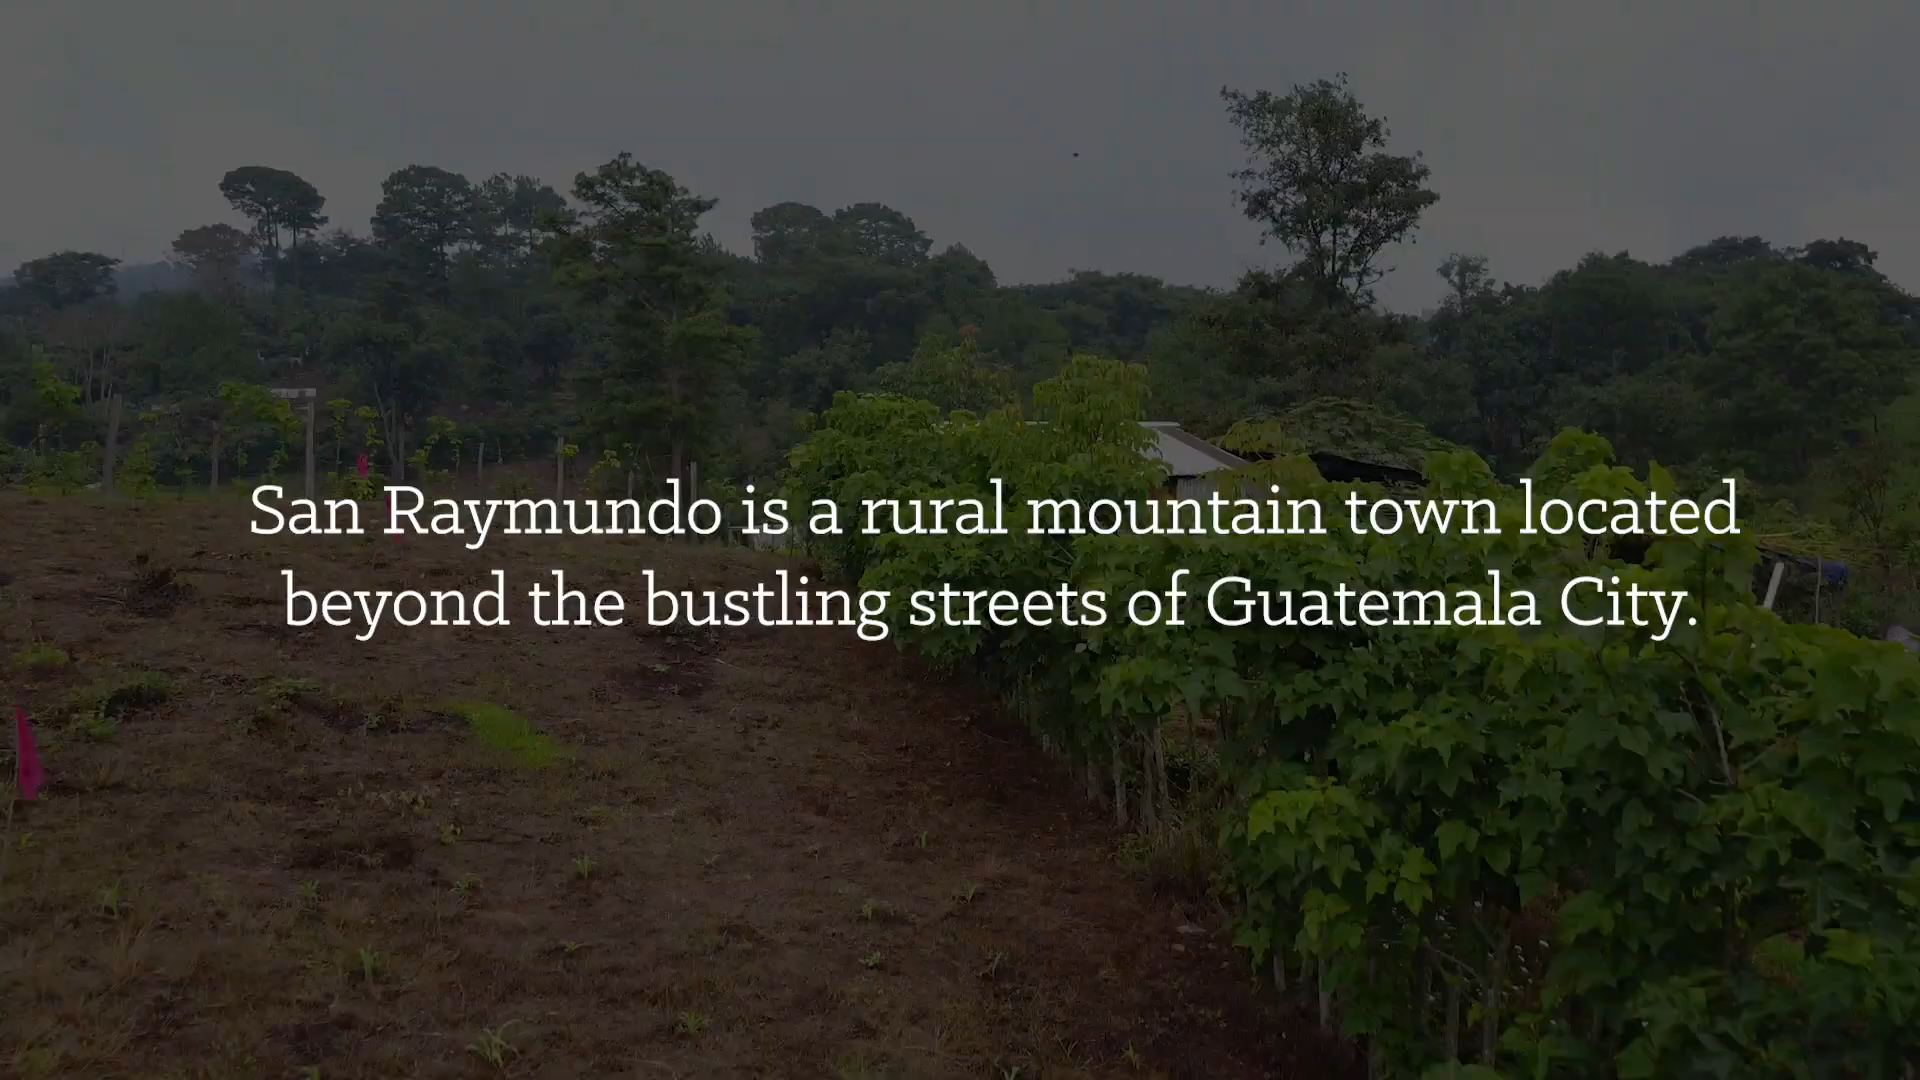 San Raymundo is a rural mountain town located
beyond the bustling streets of Guatemala City.